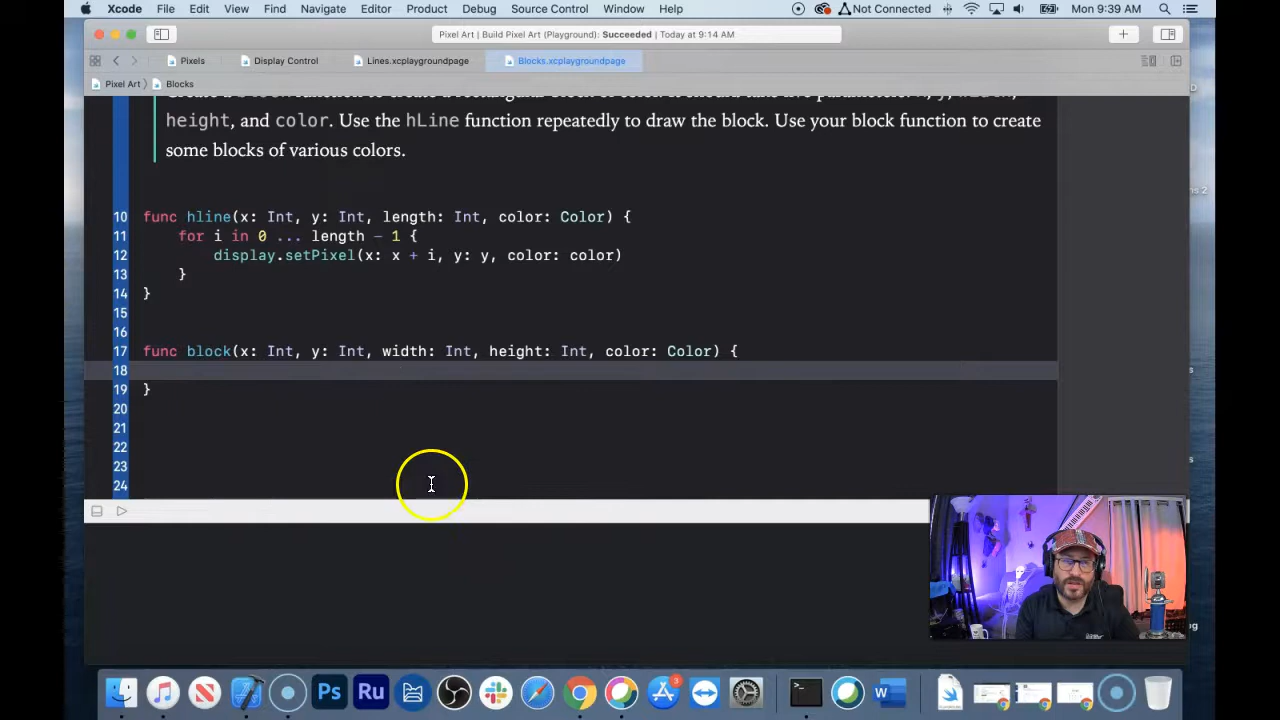 Xcode File Edit View Find Navigate Editor Product Debug Source Control Window Help Not Connected Mon 9:39 AM
Pixel Art | Build Pixel Art (Playground): Succeeded | Today at 9:14 AM
Pixels Display Control Lines.xcplaygroundpage Blocks.xcplaygroundpage
Pixel Art Blocks
height, and color. Use the hLine function repeatedly to draw the block. Use your block function to create
some blocks of various colors.
10 func hline(x: Int, y: Int, length: Int, color: Color) {
11 for i in 0 ... length - 1 {
12 display.setPixel(x: x + i, y: y, color: color)
13 }
14 }
15
16
17 func block(x: Int, y: Int, width: Int, height: Int, color: Color) {
18
19 }
20
21
22
23
24
Ps Ru 3 W